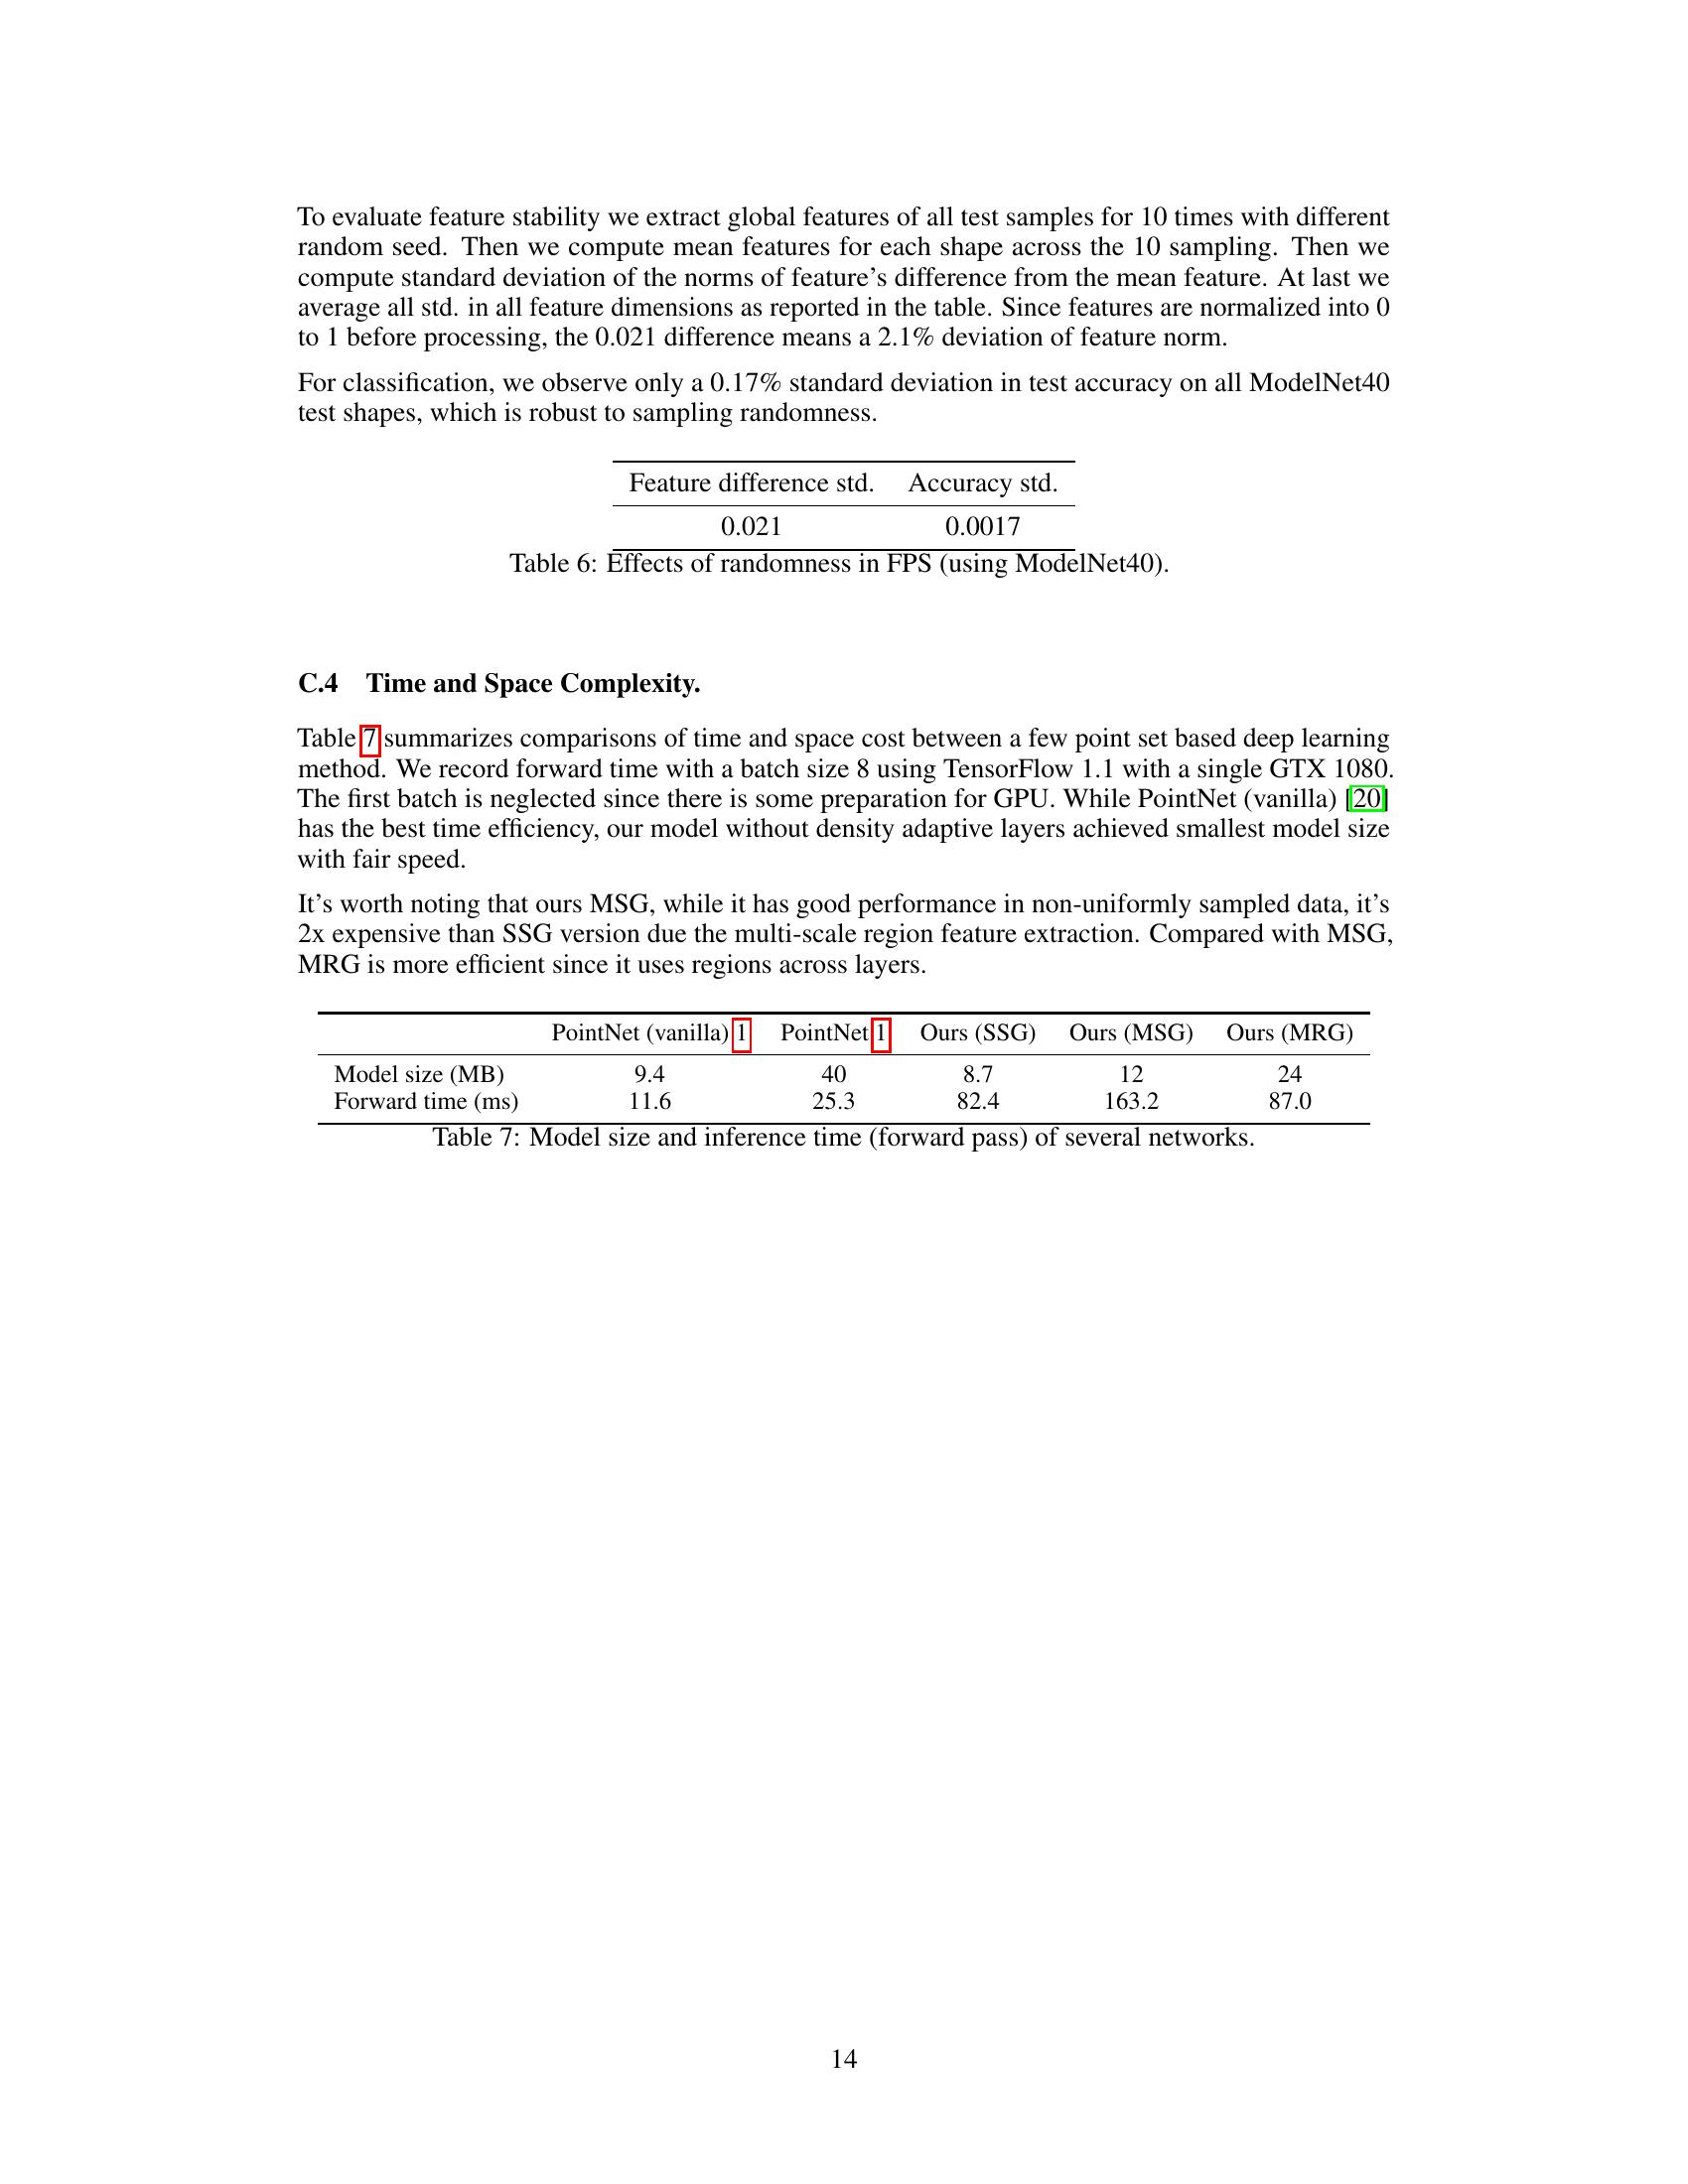 To evaluate feature stability we extract global features of all test samples for 10 times with different
random seed. Then we compute mean features for each shape across the 10 sampling. Then we
compute standard deviation of the norms of feature's difference from the mean feature. At last we
average all std. in all feature dimensions as reported in the table. Since features are normalized into 0
to 1 before processing, the 0.021 difference means a 2.1% deviation of feature norm.
For classification, we observe only a 0.17% standard deviation in test accuracy on all ModelNet40
test shapes, which is robust to sampling randomness.
Feature difference std. Accuracy std.
0.021 0.0017
Table 6: Effects of randomness in FPS (using ModelNet40).
C.4 Time and Space Complexity.
Table 7 summarizes comparisons of time and space cost between a few point set based deep learning
method. We record forward time with a batch size 8 using TensorFlow 1.1 with a single GTX 1080.
The first batch is neglected since there is some preparation for GPU. While PointNet (vanilla) [20]
has the best time efficiency, our model without density adaptive layers achieved smallest model size
with fair speed.
It's worth noting that ours MSG, while it has good performance in non-uniformly sampled data, it's
2x expensive than SSG version due the multi-scale region feature extraction. Compared with MSG,
MRG is more efficient since it uses regions across layers.
PointNet (vanilla) 1 PointNet 1 Ours (SSG) Ours (MSG) Ours (MRG)
Model size (MB) 9.4 40 8.7 12 24
Forward time (ms) 11.6 25.3 82.4 163.2 87.0
Table 7: Model size and inference time (forward pass) of several networks.
14